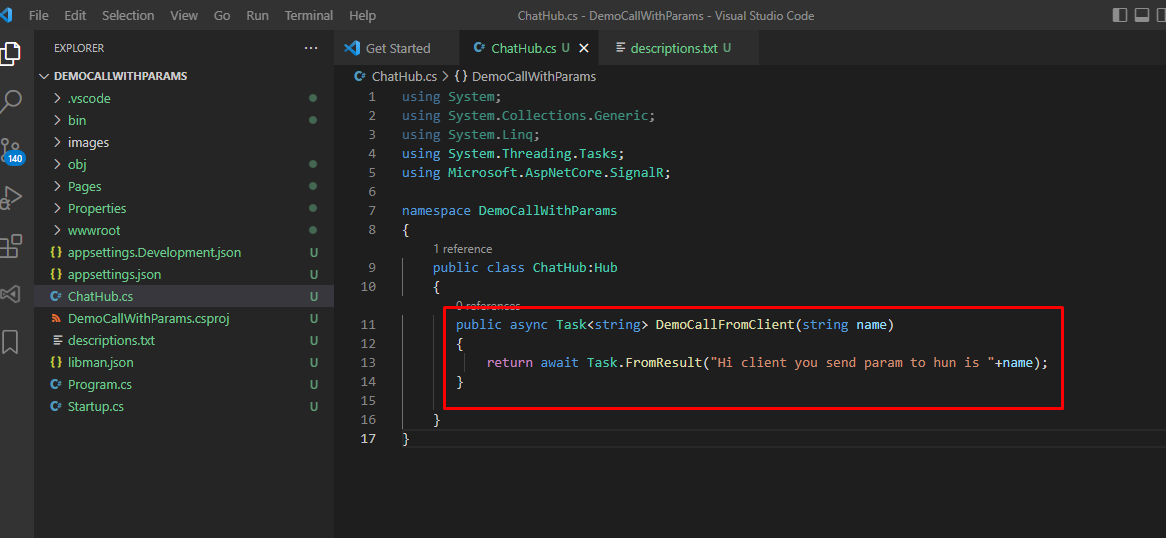 File Edit Selection View Go Run Terminal Help ChatHub.cs - DemoCallWithParams - Visual Studio Code
EXPLORER ···
DEMOCALLWITHPARAMS
.vscode
bin
images
obj
Pages
Properties
wwwroot
{} appsettings.Development.json U
{} appsettings.json U
C# ChatHub.cs U
DemoCallWithParams.csproj U
descriptions.txt U
{} libman.json U
C# Program.cs U
C# Startup.cs U
140
Get Started C# ChatHub.cs U descriptions.txt U
C# ChatHub.cs > {} DemoCallWithParams
1 using System;
2 using System.Collections.Generic;
3 using System.Linq;
4 using System.Threading.Tasks;
5 using Microsoft.AspNetCore.SignalR;
6
7 namespace DemoCallWithParams
8 {
1 reference
9 public class ChatHub:Hub
10 {
0 references
11 public async Task<string> DemoCallFromClient(string name)
12 {
13 return await Task.FromResult("Hi client you send param to hun is "+name);
14 }
15
16 }
17 }